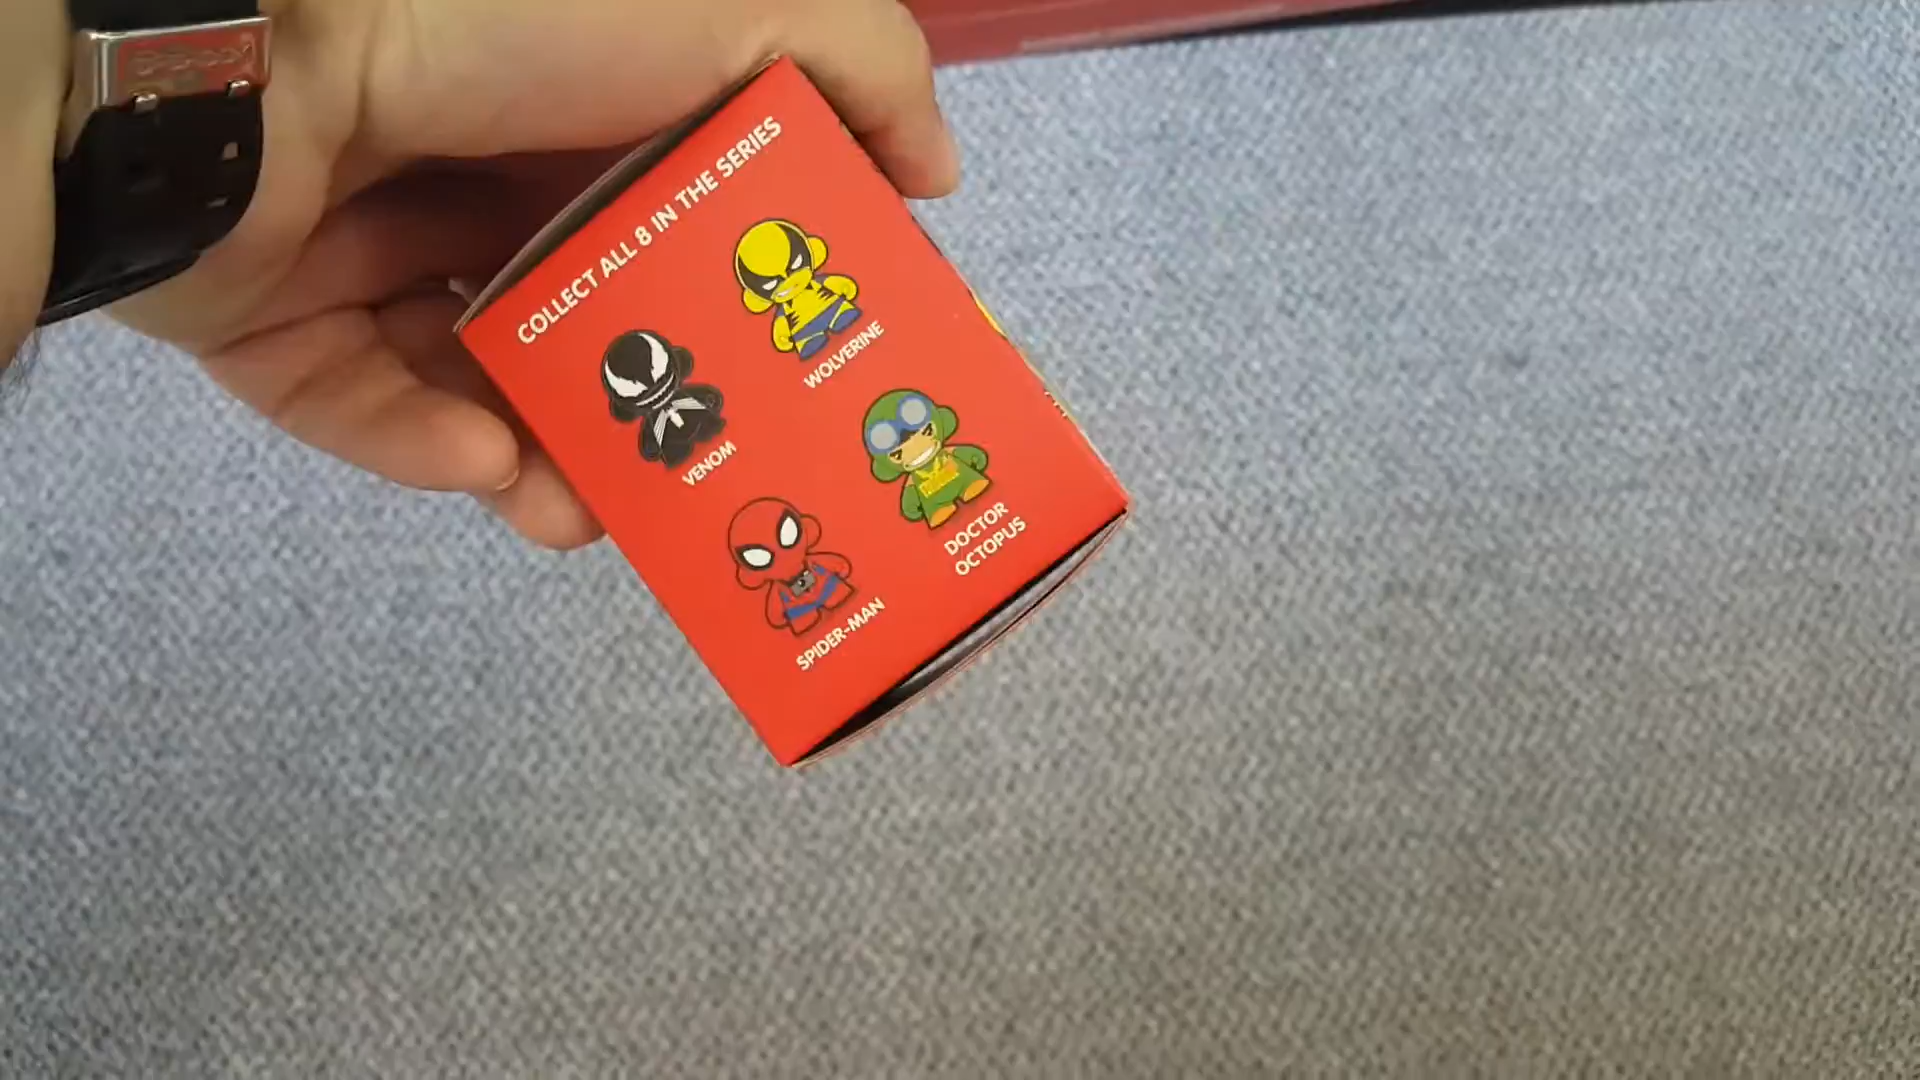 COLLECT ALL 8 IN THE SERIES
VENOM
WOLVERINE
SPIDER-MAN
DOCTOR
OCTOPUS